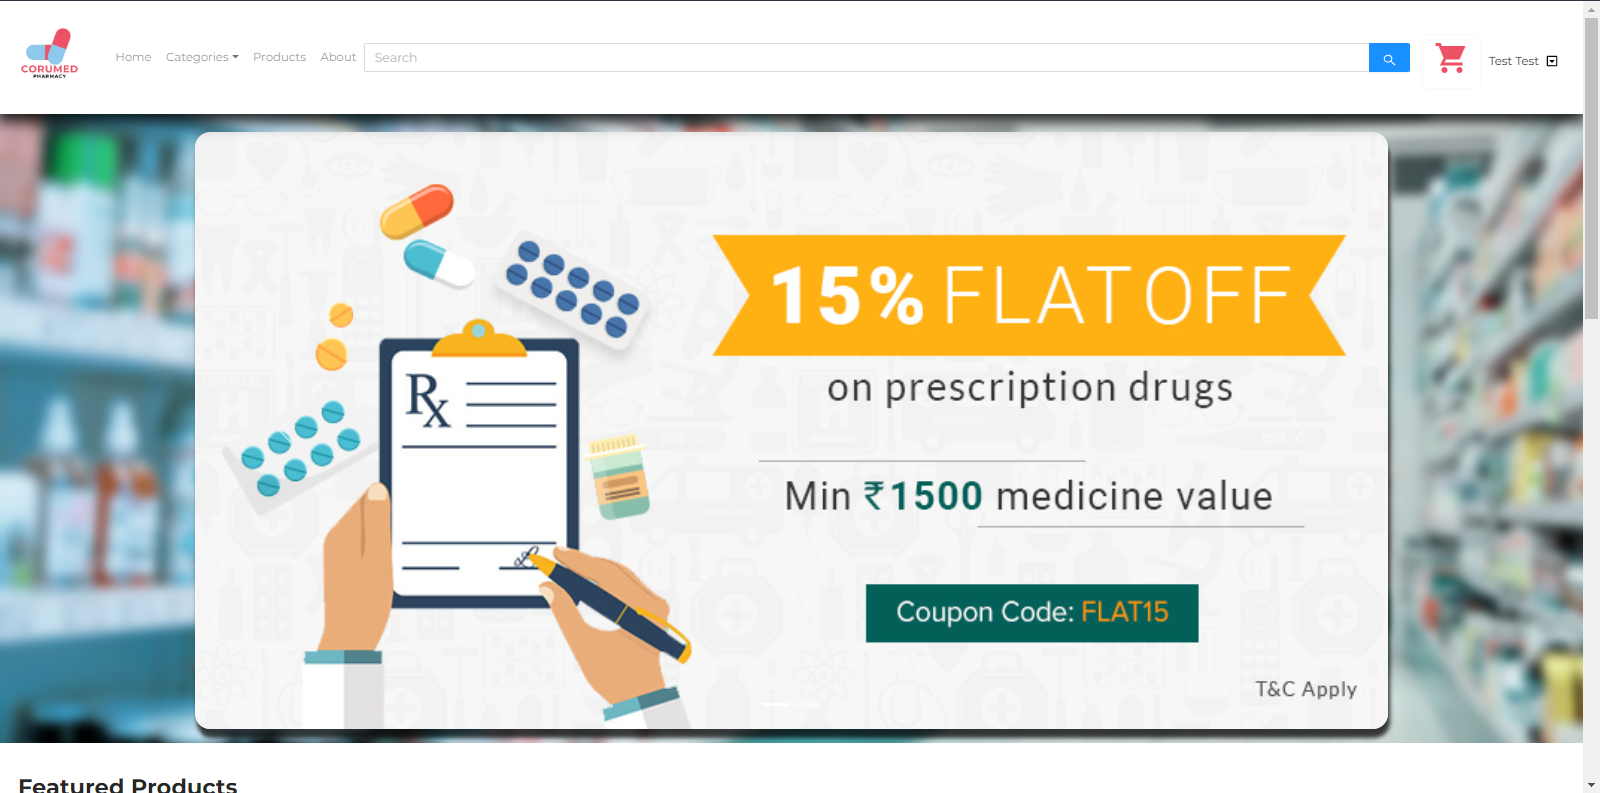 CORUMED
PHARMACY
Home Categories Products About Search Test Test
15% FLAT OFF
on prescription drugs
Min ₹1500 medicine value
Coupon Code: FLAT15
T&C Apply
Rx
Featured Products